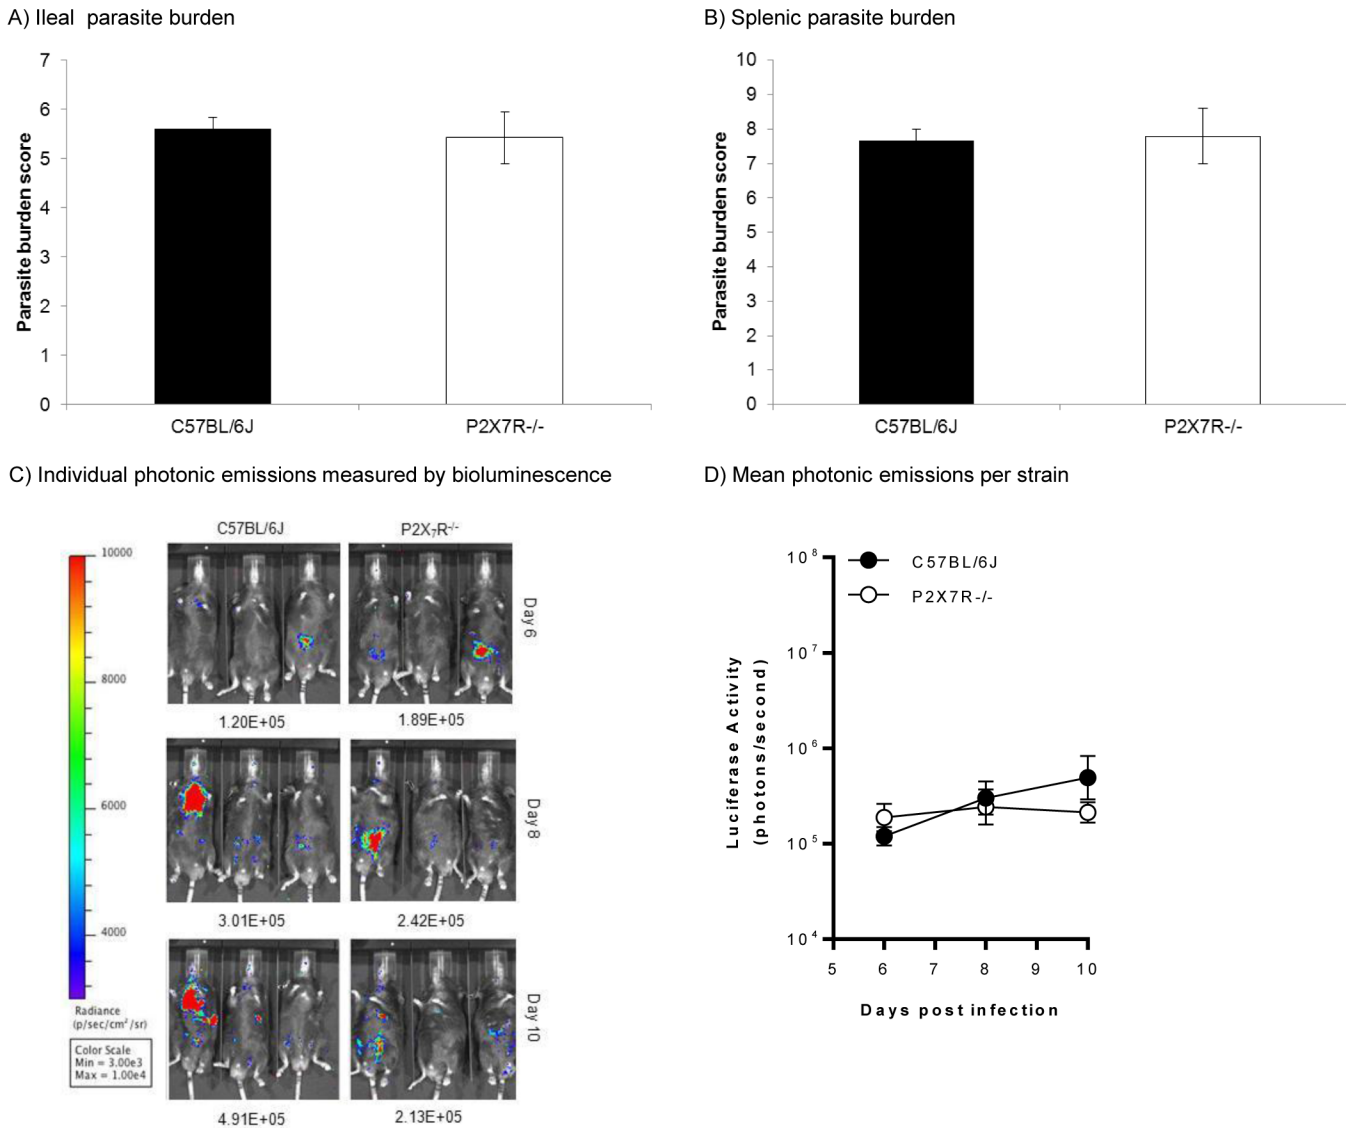 A) Ileal parasite burden
7
6
5
4
3
2
1
0
Parasite burden score
C57BL/6J
P2X7R-/-
B) Splenic parasite burden
10
9
8
7
6
5
4
3
2
1
0
Parasite burden score
C57BL/6J
P2X7R-/-
C) Individual photonic emissions measured by bioluminescence
C57BL/6J
P2X₇R⁻/⁻
10000
8000
6000
4000
Radiance
(p/sec/cm²/sr)
Color Scale
Min = 3.00e3
Max = 1.00e4
Day 6
1.20E+05
1.89E+05
Day 8
3.01E+05
2.42E+05
Day 10
4.91E+05
2.13E+05
D) Mean photonic emissions per strain
C57BL/6J
P2X7R-/-
10⁸
10⁷
10⁶
10⁵
10⁴
Luciferase Activity
(photons/second)
5
6
7
8
9
10
Days post infection